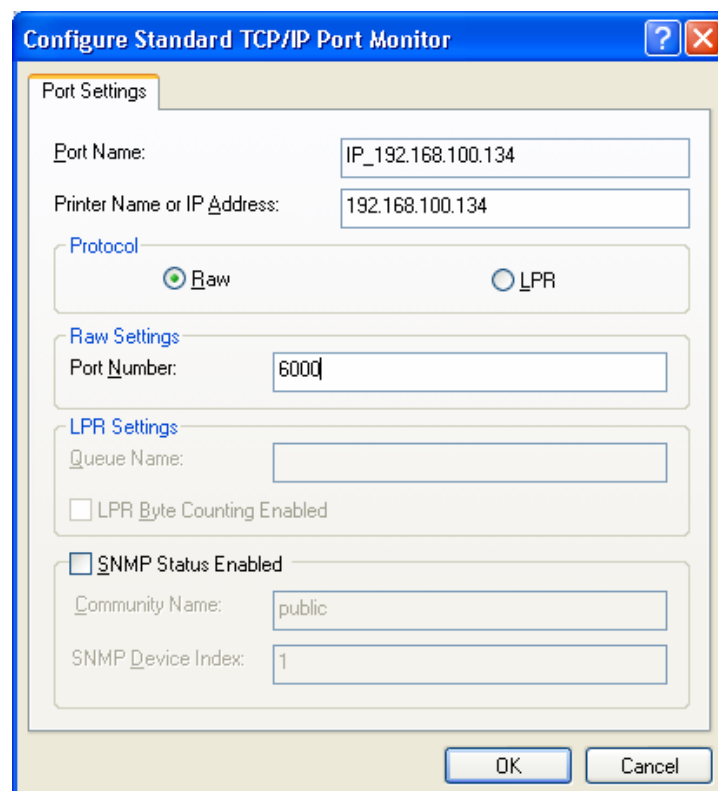 Configure Standard TCP/IP Port Monitor
Port Settings
Port Name: IP_192.168.100.134
Printer Name or IP Address: 192.168.100.134
Protocol
Raw LPR
Raw Settings
Port Number: 6000
LPR Settings
Queue Name:
LPR Byte Counting Enabled
SNMP Status Enabled
Community Name: public
SNMP Device Index: 1
OK Cancel